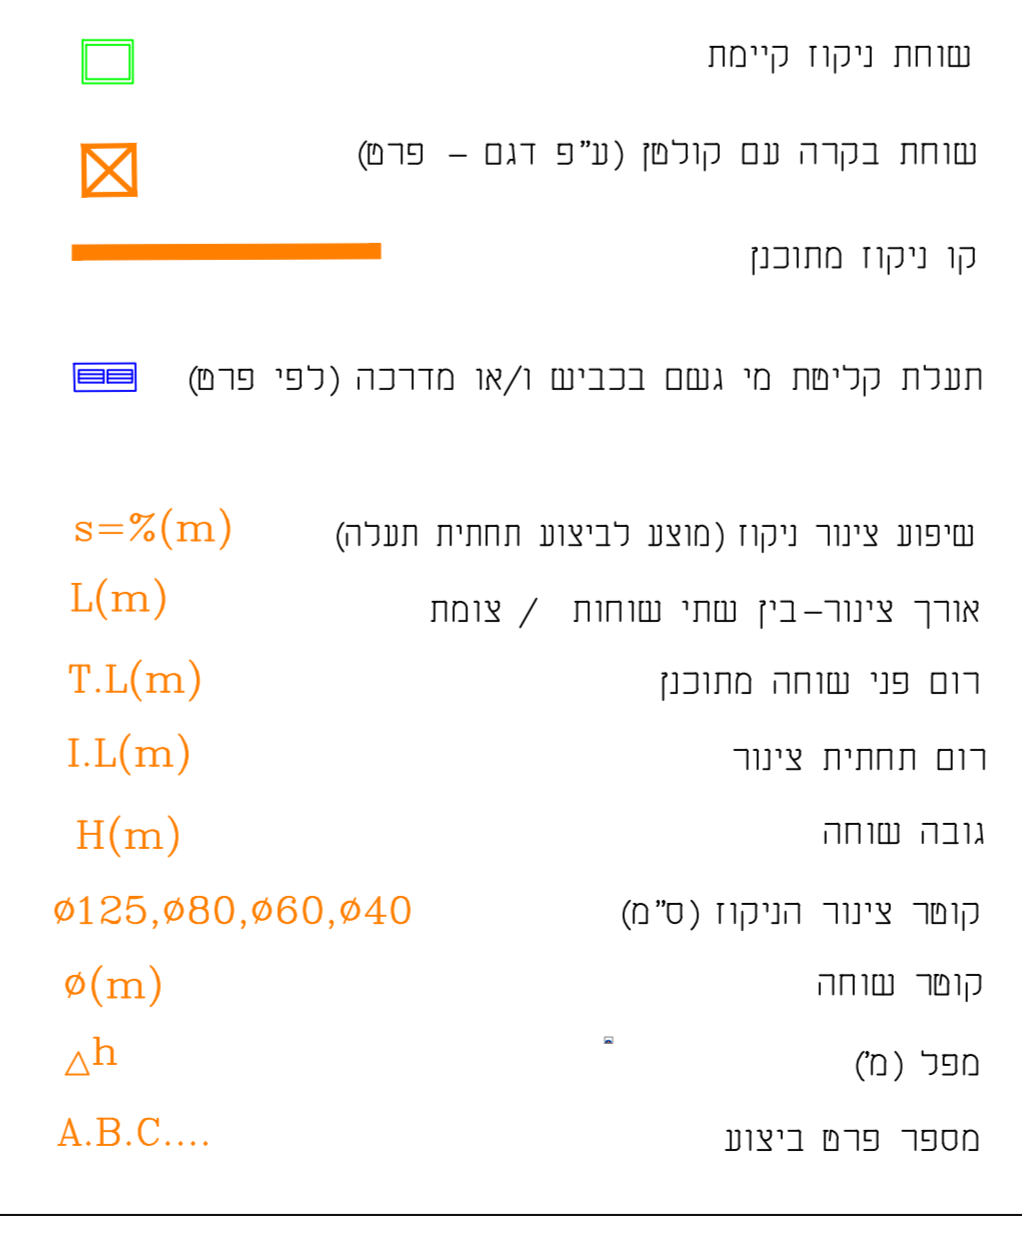 שוחת ניקוז קיימת
שוחת בקרה עם קולטן (ע"פ דגם – פרט)
קו ניקוז מתוכנן
תעלת קליטת מי גשם בכביש ו/או מדרכה (לפי פרט)
שיפוע צינור ניקוז (מוצע לביצוע תחתית תעלה) s=%(m)
אורך צינור–בין שתי שוחות / צומת L(m)
רום פני שוחה מתוכנן T.L(m)
רום תחתית צינור I.L(m)
גובה שוחה H(m)
קוטר צינור הניקוז (ס"מ) ø125,ø80,ø60,ø40
קוטר שוחה ø(m)
מפל (מ') △h
מספר פרט ביצוע A.B.C....